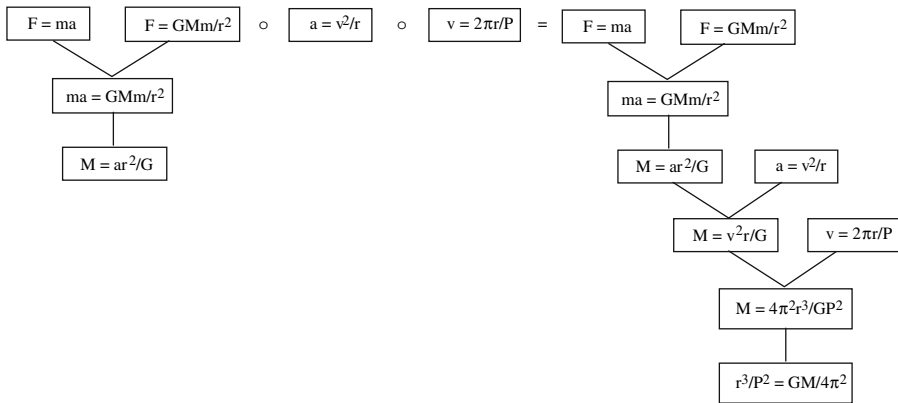 F = ma F = GMm/r² ○ a = v²/r ○ v = 2πr/P = F = ma F = GMm/r²
ma = GMm/r² ma = GMm/r²
M = ar²/G M = ar²/G a = v²/r
M = v²r/G v = 2πr/P
M = 4π²r³/GP²
r³/P² = GM/4π²